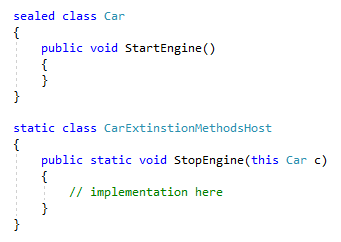 sealed class Car
{
    public void StartEngine()
    {
    }
}
static class CarExtinstionMethodsHost
{
    public static void StopEngine(this Car c)
    {
        // implementation here
    }
}